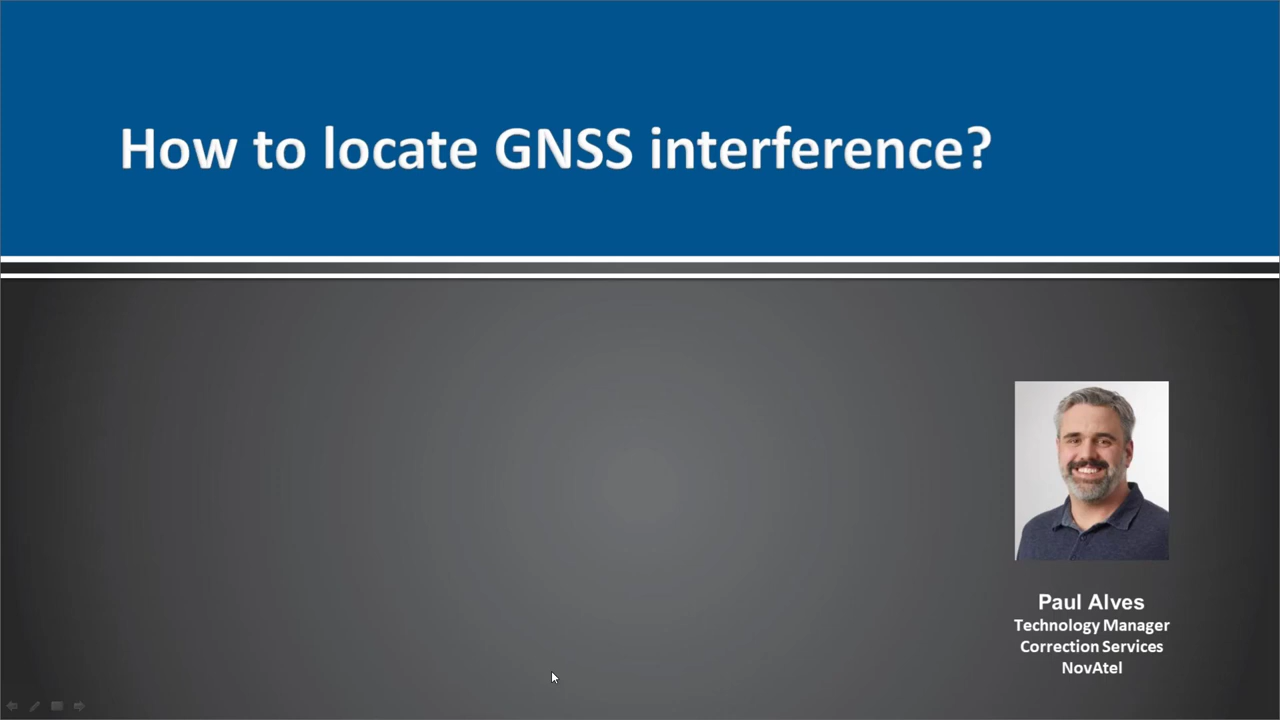 How to locate GNSS interference?
Paul Alves
Technology Manager
Correction Services
NovAtel